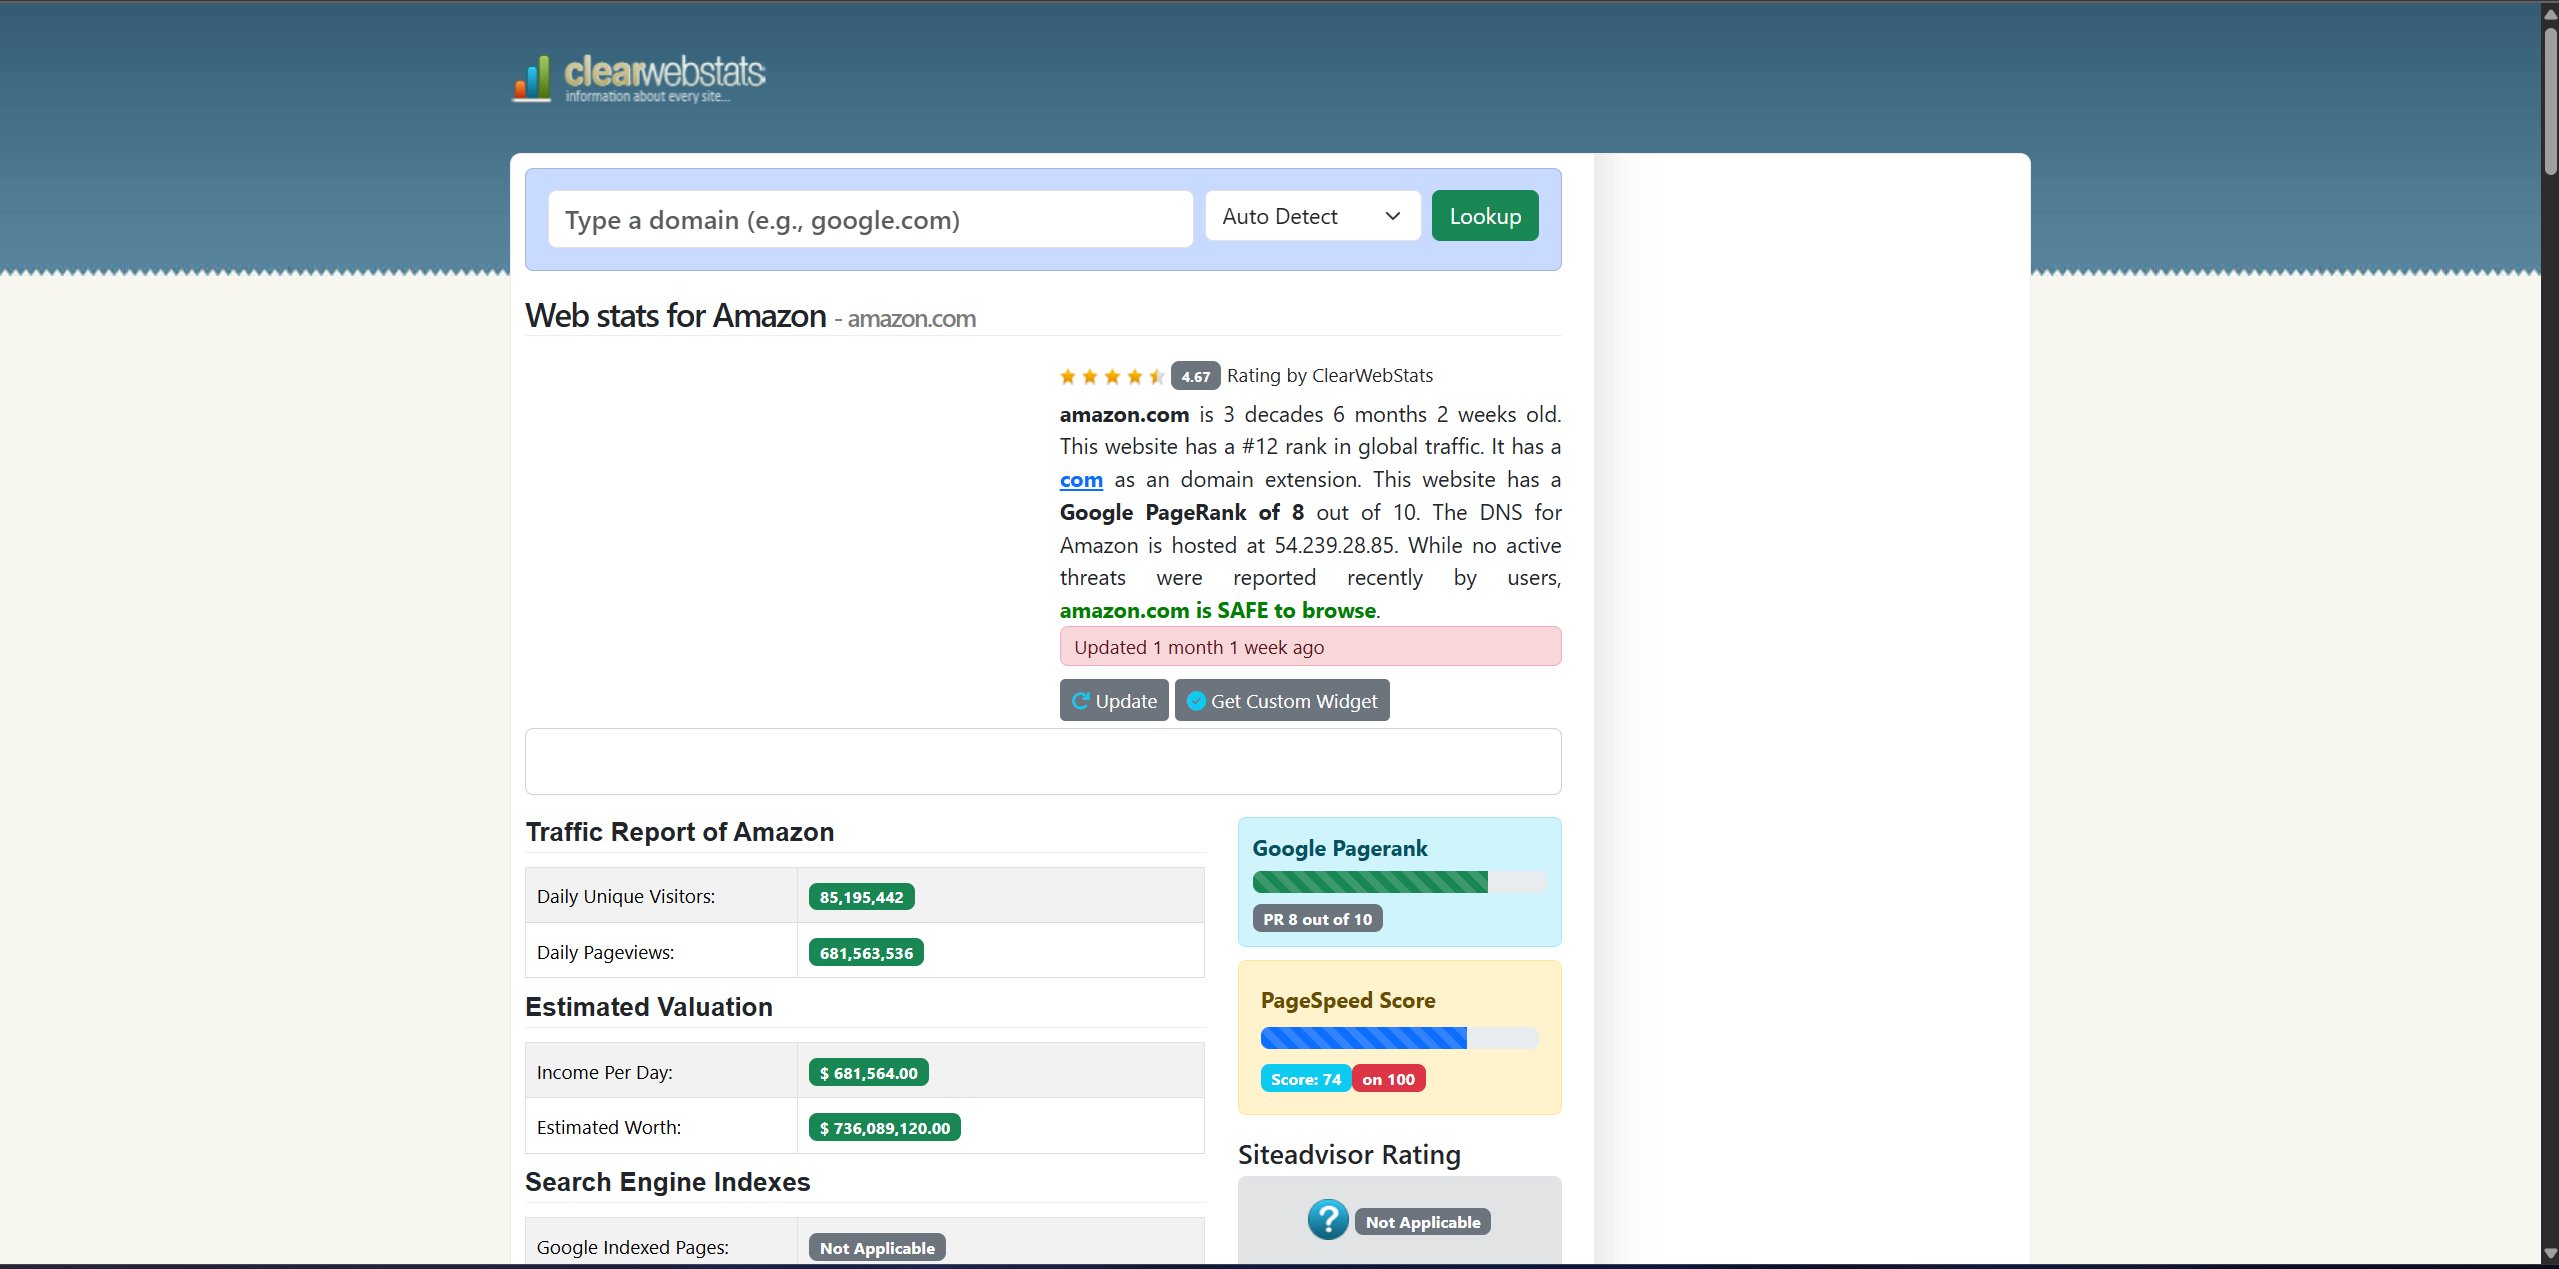 clearwebstats
information about every site...
Type a domain (e.g., google.com)
Auto Detect
Lookup
Web stats for Amazon - amazon.com
4.67 Rating by ClearWebStats
amazon.com is 3 decades 6 months 2 weeks old.
This website has a #12 rank in global traffic. It has a
com as an domain extension. This website has a
Google PageRank of 8 out of 10. The DNS for
Amazon is hosted at 54.239.28.85. While no active
threats were reported recently by users,
amazon.com is SAFE to browse.
Updated 1 month 1 week ago
Update
Get Custom Widget
Traffic Report of Amazon
Daily Unique Visitors: 85,195,442
Daily Pageviews: 681,563,536
Estimated Valuation
Income Per Day: $ 681,564.00
Estimated Worth: $ 736,089,120.00
Search Engine Indexes
Google Indexed Pages: Not Applicable
Google Pagerank
PR 8 out of 10
PageSpeed Score
Score: 74 on 100
Siteadvisor Rating
Not Applicable